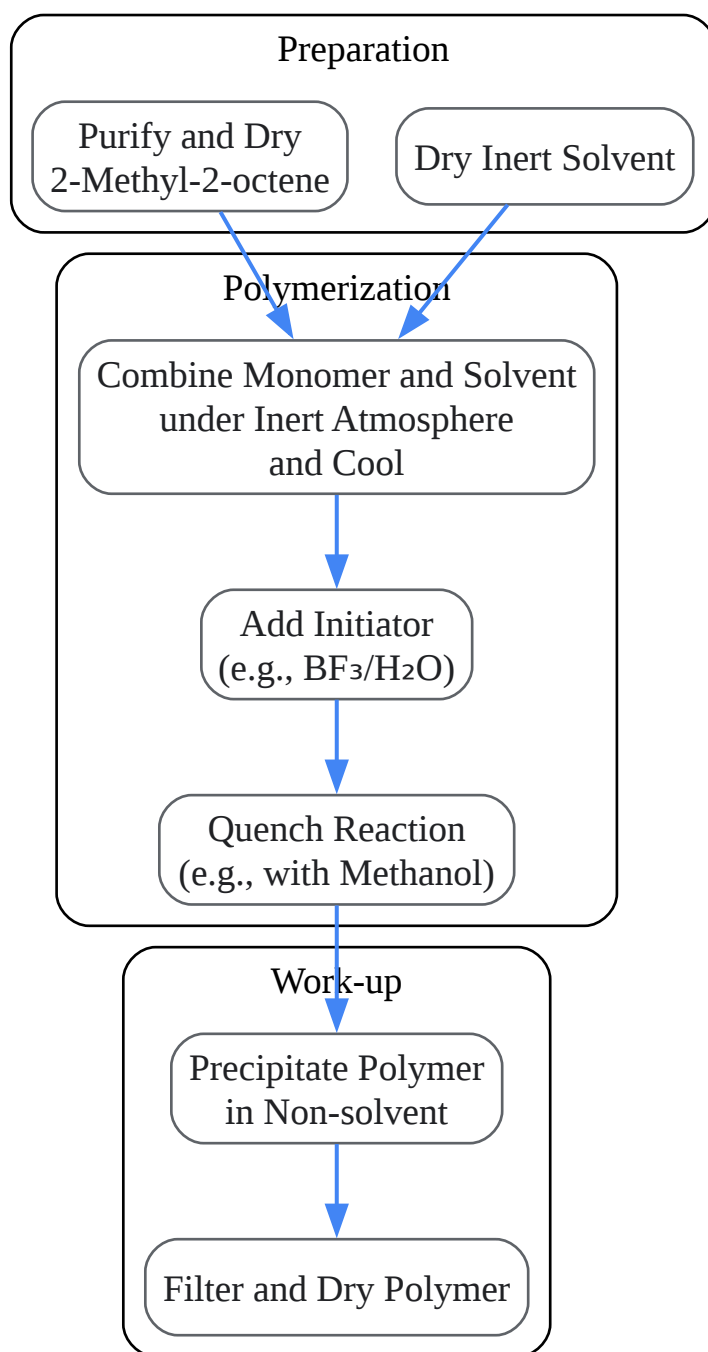 Preparation
Purify and Dry
2-Methyl-2-octene
Dry Inert Solvent
Polymerization
Combine Monomer and Solvent
under Inert Atmosphere
and Cool
Add Initiator
(e.g., BF₃/H₂O)
Quench Reaction
(e.g., with Methanol)
Work-up
Precipitate Polymer
in Non-solvent
Filter and Dry Polymer